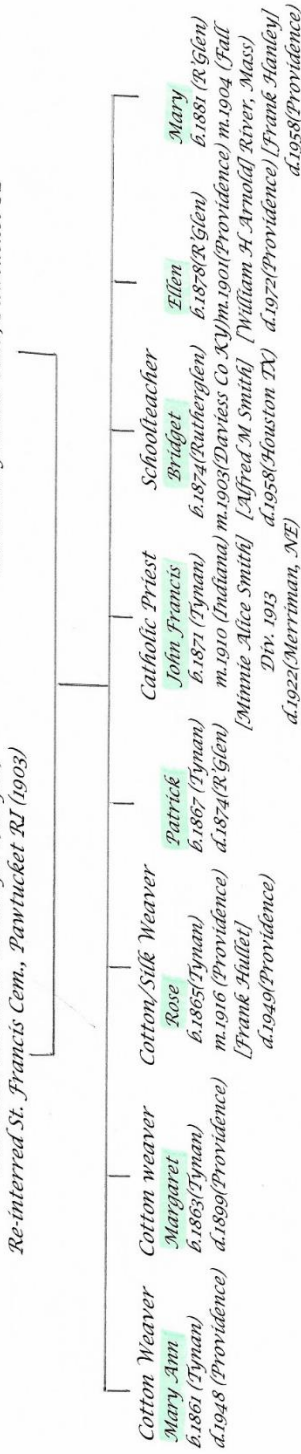 Re-interred St. Francis Cem., Pawtucket RI (1903)
Cotton Weaver
Mary Ann
b.1861 (Tynan)
d.1948 (Providence)
Cotton weaver
Margaret
b.1863(Tynan)
d.1899(Providence)
Cotton/Silk Weaver
Rose
b.1865(Tynan)
m.1916 (Providence)
[Frank Hullet]
d.1949(Providence)
Patrick
b.1867 (Tynan)
d.1874(R'Glen)
Catholic Priest
John Francis
b.1871 (Tynan)
m.1910 (Indiana)
[Minnie Alice Smith]
Div. 1913
d.1922(Merriman, NE)
Schoolteacher
Bridget
b.1874(Rutherglen)
m.1903(Daviess Co KY)
[Alfred M Smith]
d.1958(Houston TX)
Ellen
b.1878(R'Glen)
m.1901(Providence)
[William H Arnold]
d.1972(Providence)
Mary
b.1881 (R'Glen)
m.1904 (Fall
River, Mass)
[Frank Hanley]
d.1958(Providence)